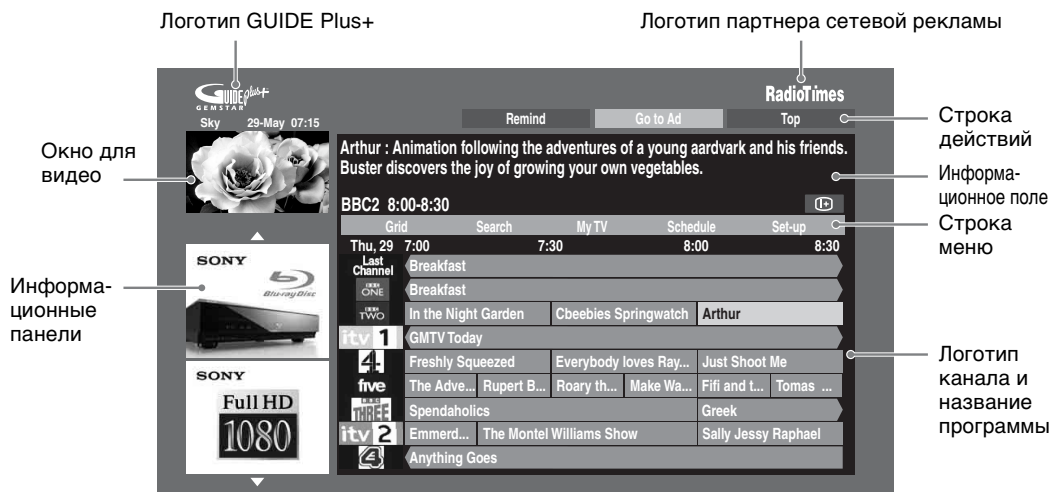 Логотип GUIDE Plus+
Логотип партнера сетевой рекламы
GUIDE plus+
GEMSTAR
RadioTimes
Sky 29-May 07:15
Remind Go to Ad Top
Строка
действий
Окно для
видео
Arthur : Animation following the adventures of a young aardvark and his friends.
Buster discovers the joy of growing your own vegetables.
Информа-
ционное поле
BBC2 8:00-8:30
Grid Search My TV Schedule Set-up
Строка
меню
Thu, 29 7:00 7:30 8:00 8:30
Last
Channel Breakfast
BBC
ONE Breakfast
BBC
TWO In the Night Garden Cbeebies Springwatch Arthur
itv 1 GMTV Today
4 Freshly Squeezed Everybody loves Ray... Just Shoot Me
five The Adve... Rupert B... Roary th... Make Wa... Fifi and t... Tomas ...
BBC
THREE Spendaholics Greek
itv 2 Emmerd... The Montel Williams Show Sally Jessy Raphael
4 Anything Goes
Информа-
ционные
панели
SONY
Blu-ray Disc
SONY
Full HD
1080
Логотип
канала и
название
программы